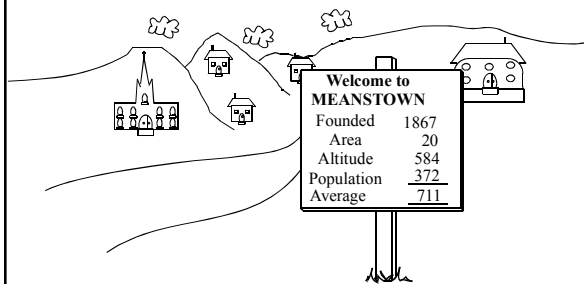 Welcome to
MEANSTOWN
Founded 1867
Area 20
Altitude 584
Population 372
Average 711